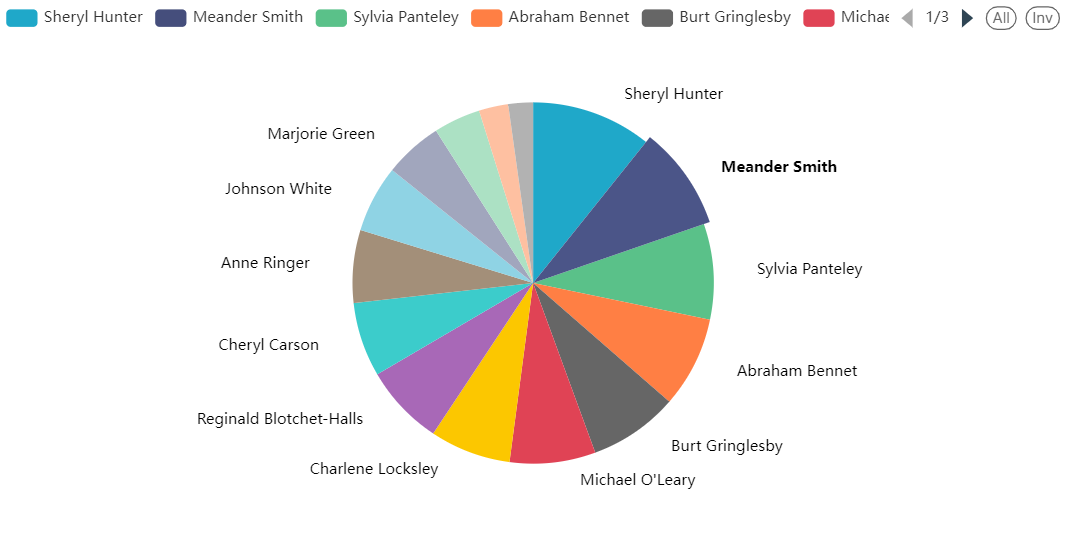 Sheryl Hunter Meander Smith Sylvia Panteley Abraham Bennet Burt Gringlesby Michae 1/3 All Inv
Sheryl Hunter
Marjorie Green
Meander Smith
Johnson White
Anne Ringer
Sylvia Panteley
Cheryl Carson
Abraham Bennet
Reginald Blotchet-Halls
Burt Gringlesby
Charlene Locksley
Michael O'Leary